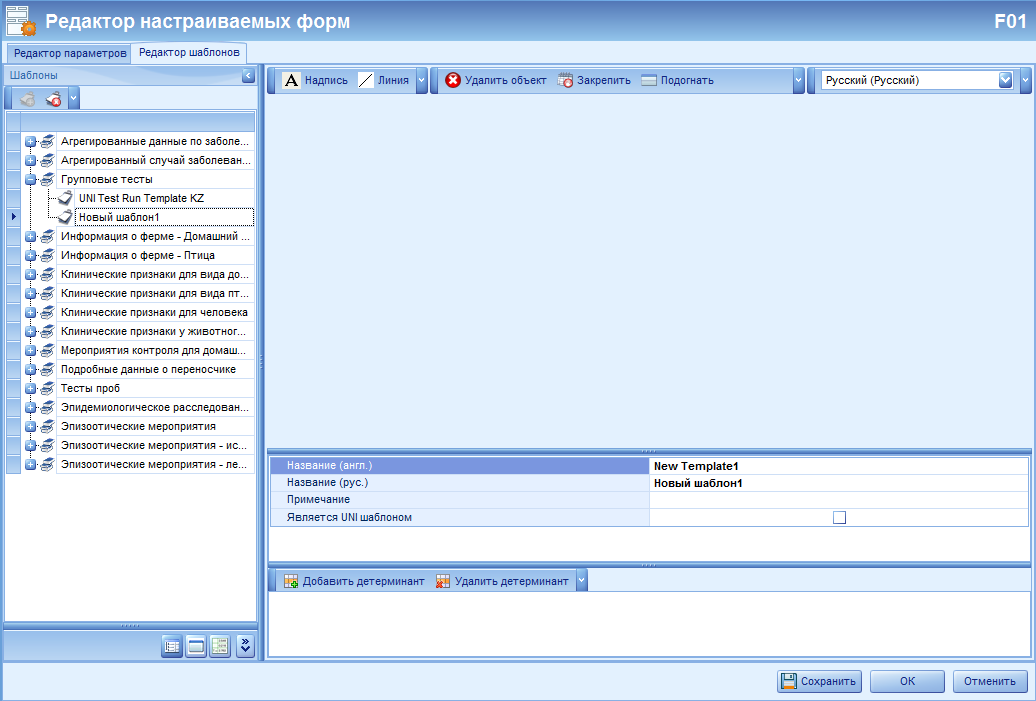 Редактор настраиваемых форм
F01
Редактор параметров
Редактор шаблонов
Шаблоны
Агрегированные данные по заболе...
Агрегированный случай заболеван...
Групповые тесты
UNI Test Run Template KZ
Новый шаблон1
Информация о ферме - Домашний ...
Информация о ферме - Птица
Клинические признаки для вида до...
Клинические признаки для вида пт...
Клинические признаки для человека
Клинические признаки у животног...
Мероприятия контроля для домаш...
Подробные данные о переносчике
Тесты проб
Эпидемиологическое расследован...
Эпизоотические мероприятия
Эпизоотические мероприятия - ис...
Эпизоотические мероприятия - ле...
A Надпись
Линия
Удалить объект
Закрепить
Подогнать
Русский (Русский)
Название (англ.) New Template1
Название (рус.) Новый шаблон1
Примечание
Является UNI шаблоном
Добавить детерминант
Удалить детерминант
Сохранить
ОК
Отменить